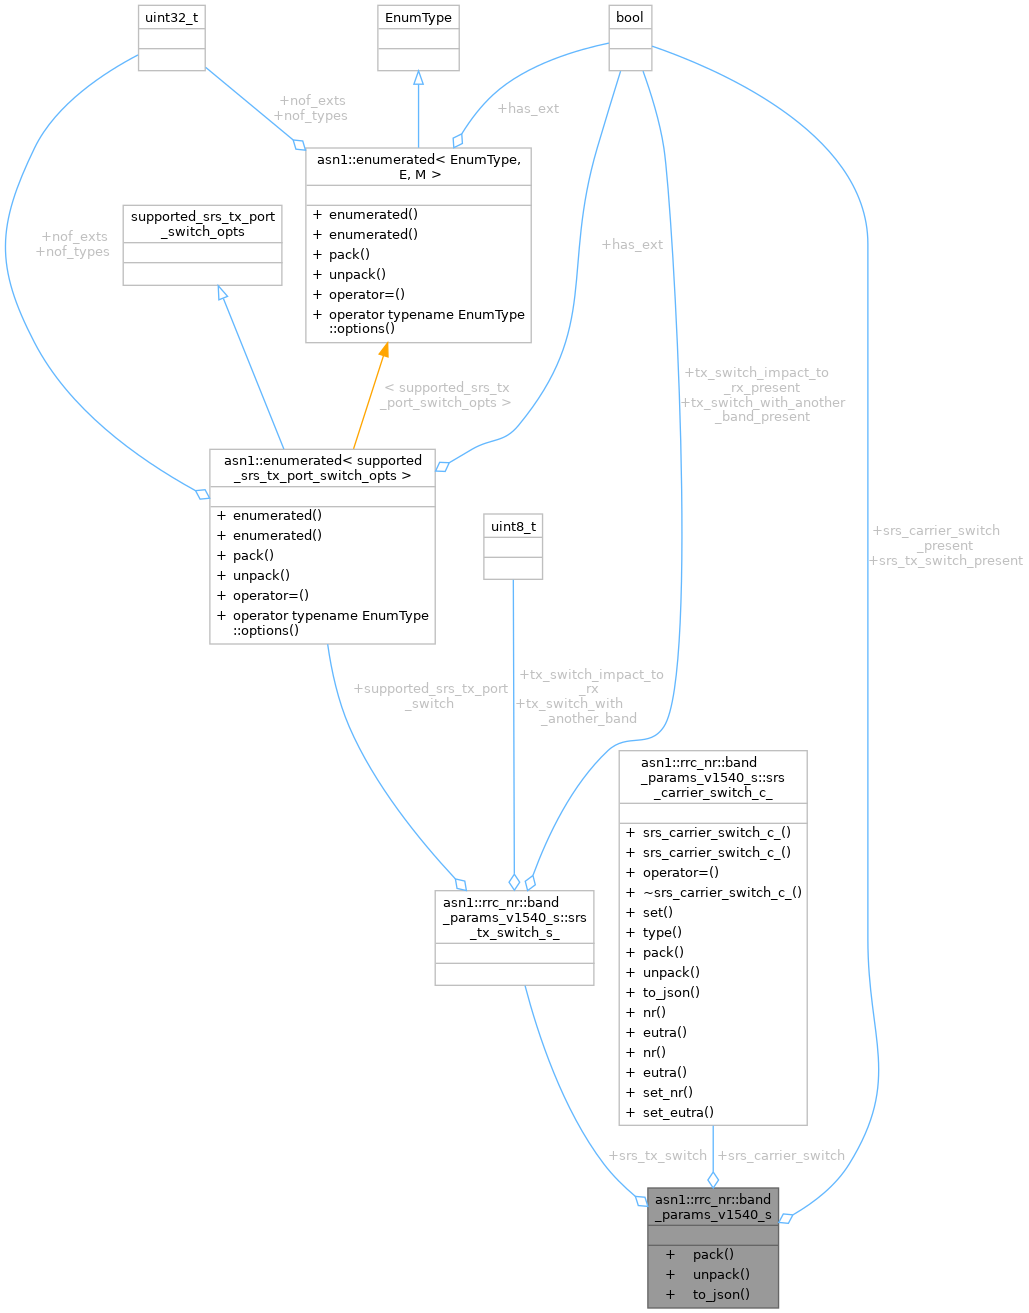 uint32_t
EnumType
bool
+nof_exts
+nof_types
+has_ext
asn1::enumerated< EnumType,
E, M >
+ enumerated()
+ enumerated()
+ pack()
+ unpack()
+ operator=()
+ operator typename EnumType
::options()
supported_srs_tx_port
_switch_opts
+nof_exts
+nof_types
+has_ext
+tx_switch_impact_to
_rx_present
+tx_switch_with_another
_band_present
< supported_srs_tx
_port_switch_opts >
asn1::enumerated< supported
_srs_tx_port_switch_opts >
+ enumerated()
+ enumerated()
+ pack()
+ unpack()
+ operator=()
+ operator typename EnumType
::options()
uint8_t
+srs_carrier_switch
_present
+srs_tx_switch_present
+supported_srs_tx_port
_switch
+tx_switch_impact_to
_rx
+tx_switch_with
_another_band
asn1::rrc_nr::band
_params_v1540_s::srs
_carrier_switch_c_
+ srs_carrier_switch_c_()
+ srs_carrier_switch_c_()
+ operator=()
+ ~srs_carrier_switch_c_()
+ set()
+ type()
+ pack()
+ unpack()
+ to_json()
+ nr()
+ eutra()
+ nr()
+ eutra()
+ set_nr()
+ set_eutra()
asn1::rrc_nr::band
_params_v1540_s::srs
_tx_switch_s_
+srs_tx_switch
+srs_carrier_switch
asn1::rrc_nr::band
_params_v1540_s
+ pack()
+ unpack()
+ to_json()